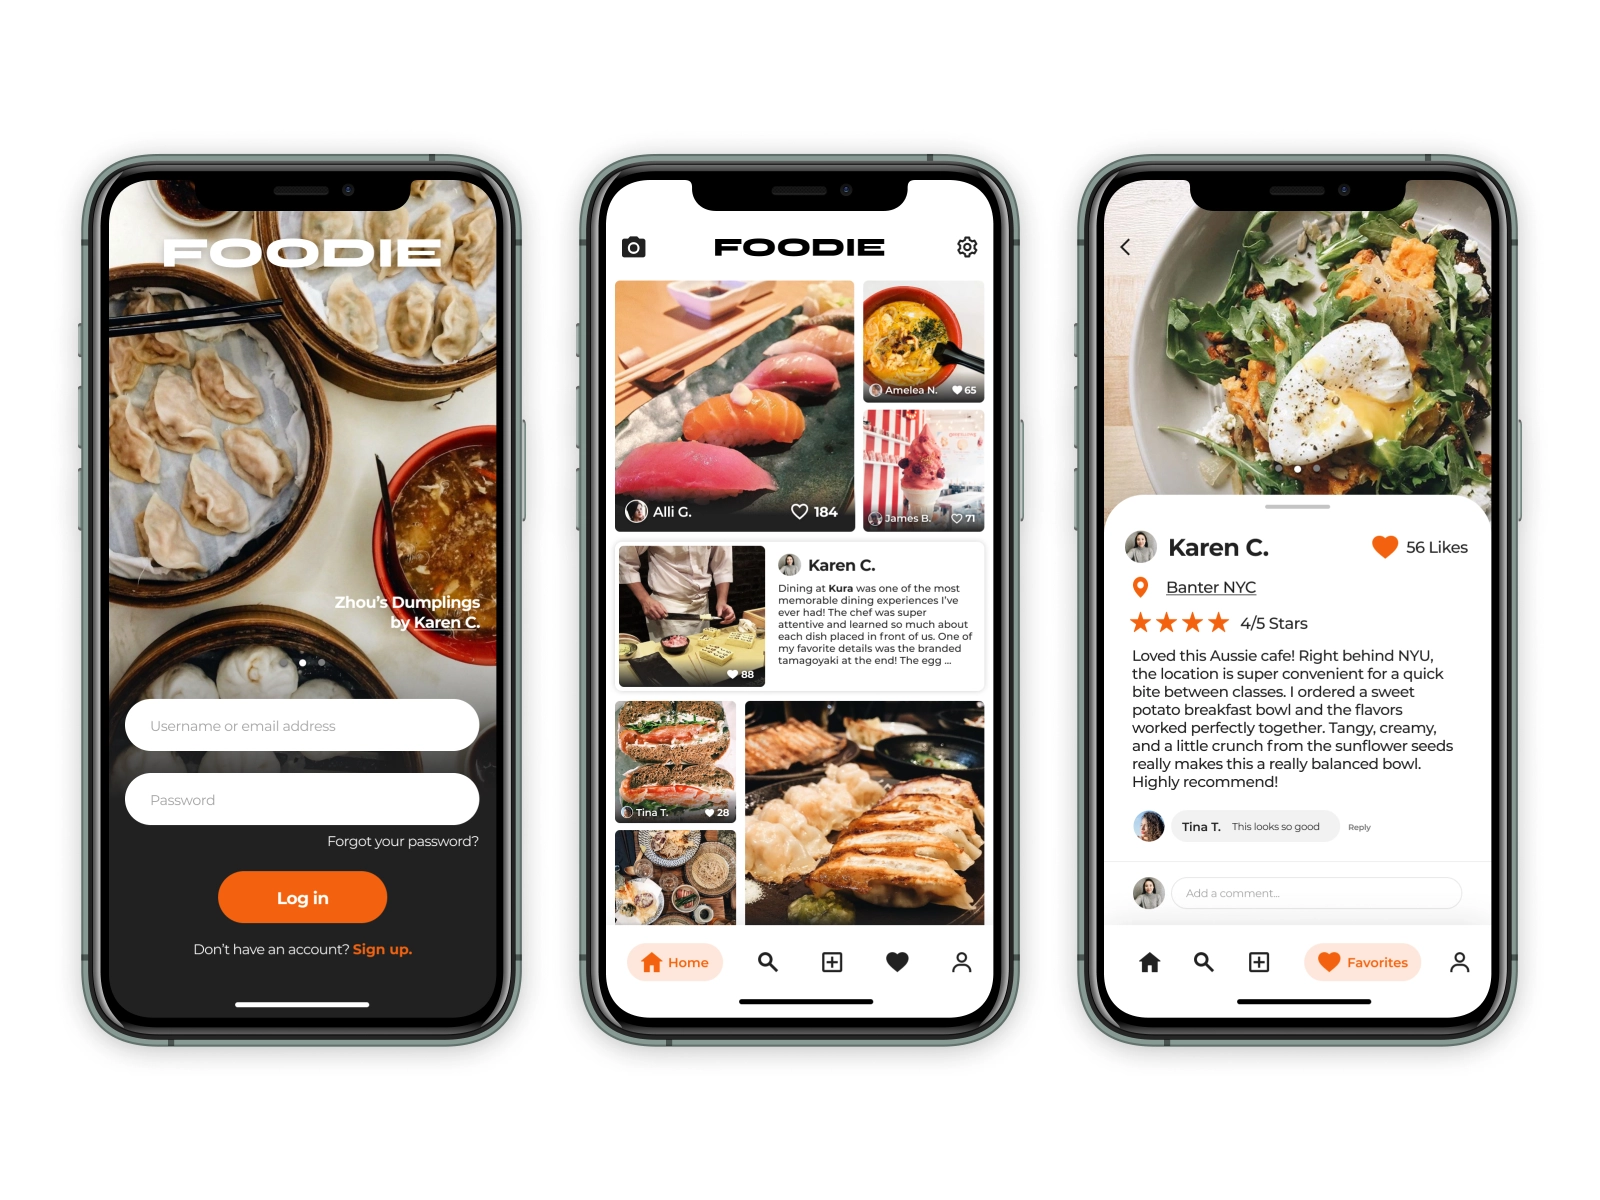 FOODIE
Zhou's Dumplings
by Karen C.
Username or email address
Password
Forgot your password?
Log in
Don't have an account? Sign up.
FOODIE
Alli G.
184
Amelea N.
65
James B.
71
Karen C.
Dining at Kura was one of the most
memorable dining experiences I've
ever had! The chef was super
attentive and learned so much about
each dish placed in front of us. One of
my favorite details was the branded
tamagoyaki at the end! The egg ...
88
Tina T.
28
Home
Karen C.
56 Likes
Banter NYC
4/5 Stars
Loved this Aussie cafe! Right behind NYU,
the location is super convenient for a quick
bite between classes. I ordered a sweet
potato breakfast bowl and the flavors
worked perfectly together. Tangy, creamy,
and a little crunch from the sunflower seeds
really makes this a really balanced bowl.
Highly recommend!
Tina T. This looks so good Reply
Add a comment...
Favorites